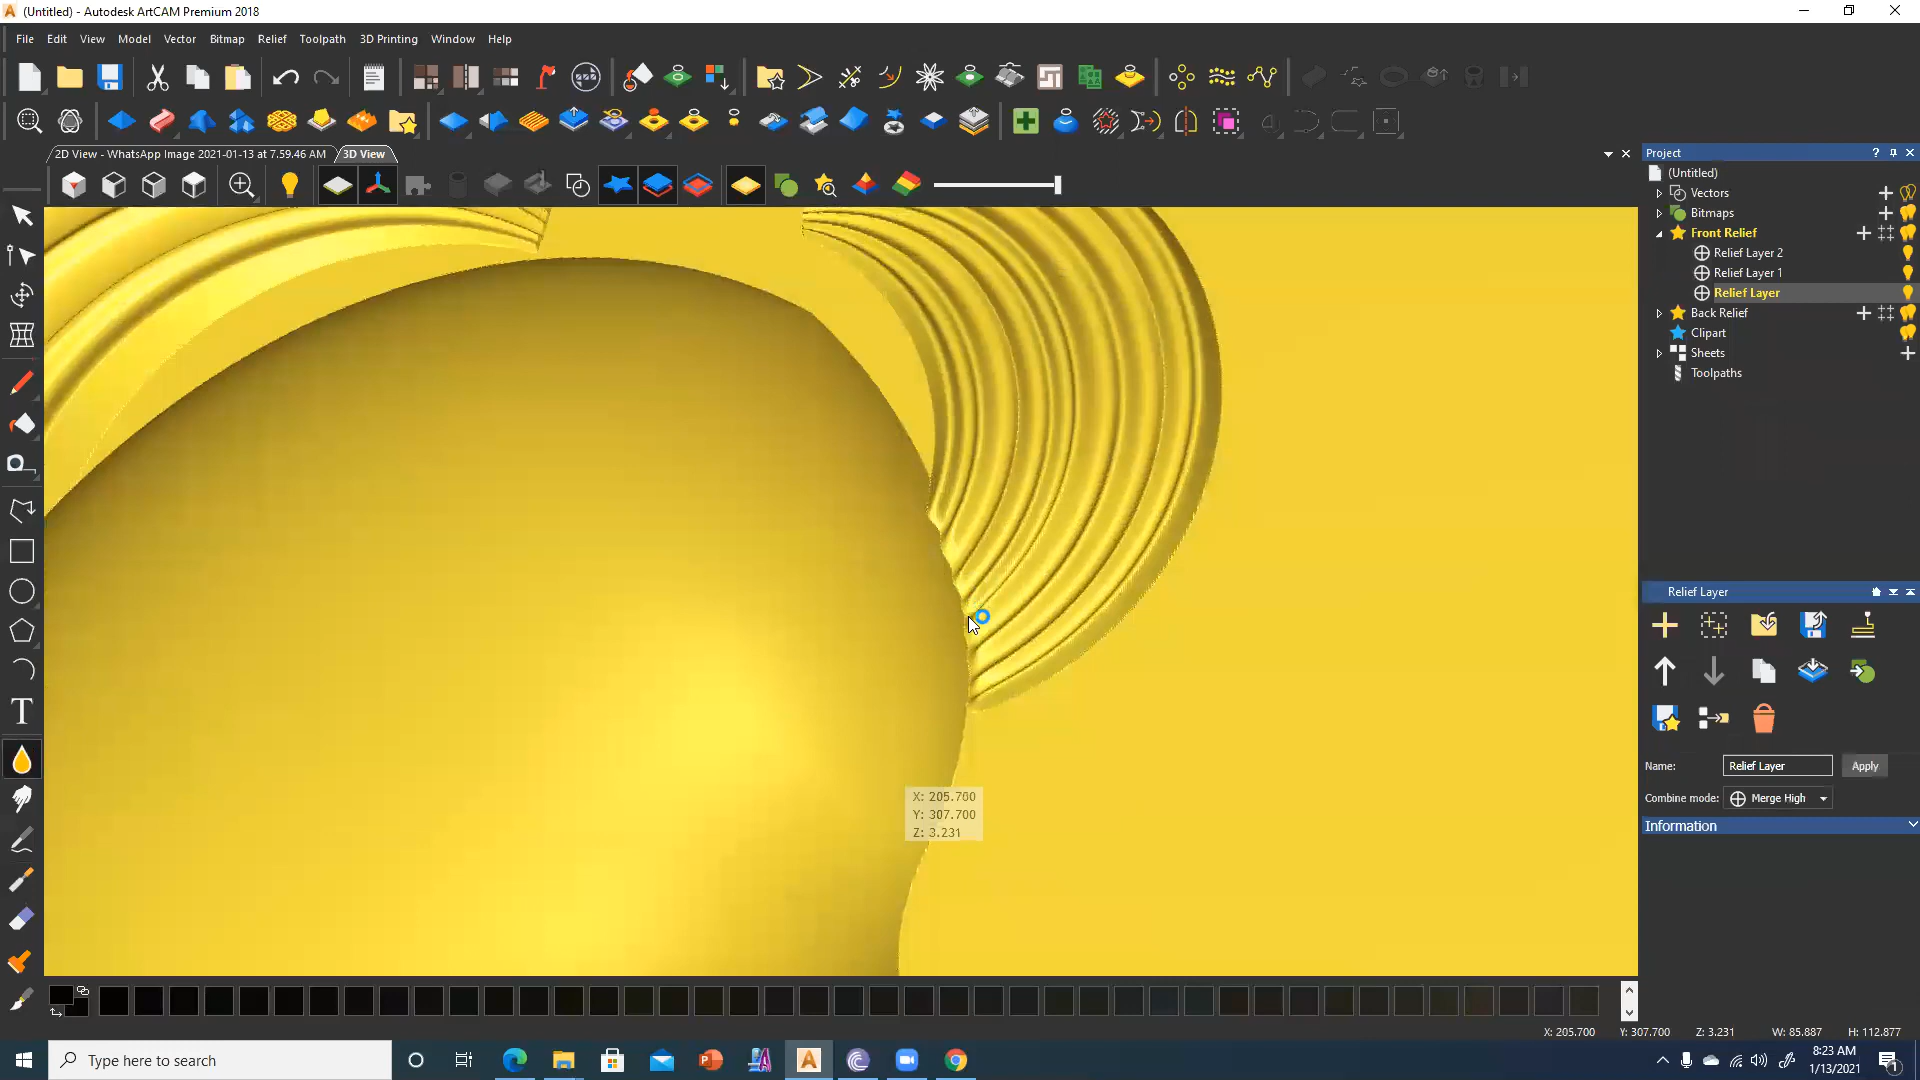 (Untitled) - Autodesk ArtCAM Premium 2018
File Edit View Model Vector Bitmap Relief Toolpath 3D Printing Window Help
2D View - WhatsApp Image 2021-01-13 at 7.59.46 AM 3D View
Project
(Untitled)
Vectors
Bitmaps
Front Relief
Relief Layer 2
Relief Layer 1
Relief Layer
Back Relief
Clipart
Sheets
Toolpaths
X: 205.700
Y: 307.700
Z: 3.231
Relief Layer
Name: Relief Layer Apply
Combine mode: Merge High
Information
X: 205.700 Y: 307.700 Z: 3.231 W: 85.887 H: 112.877
Type here to search
8:23 AM
1/13/2021
1